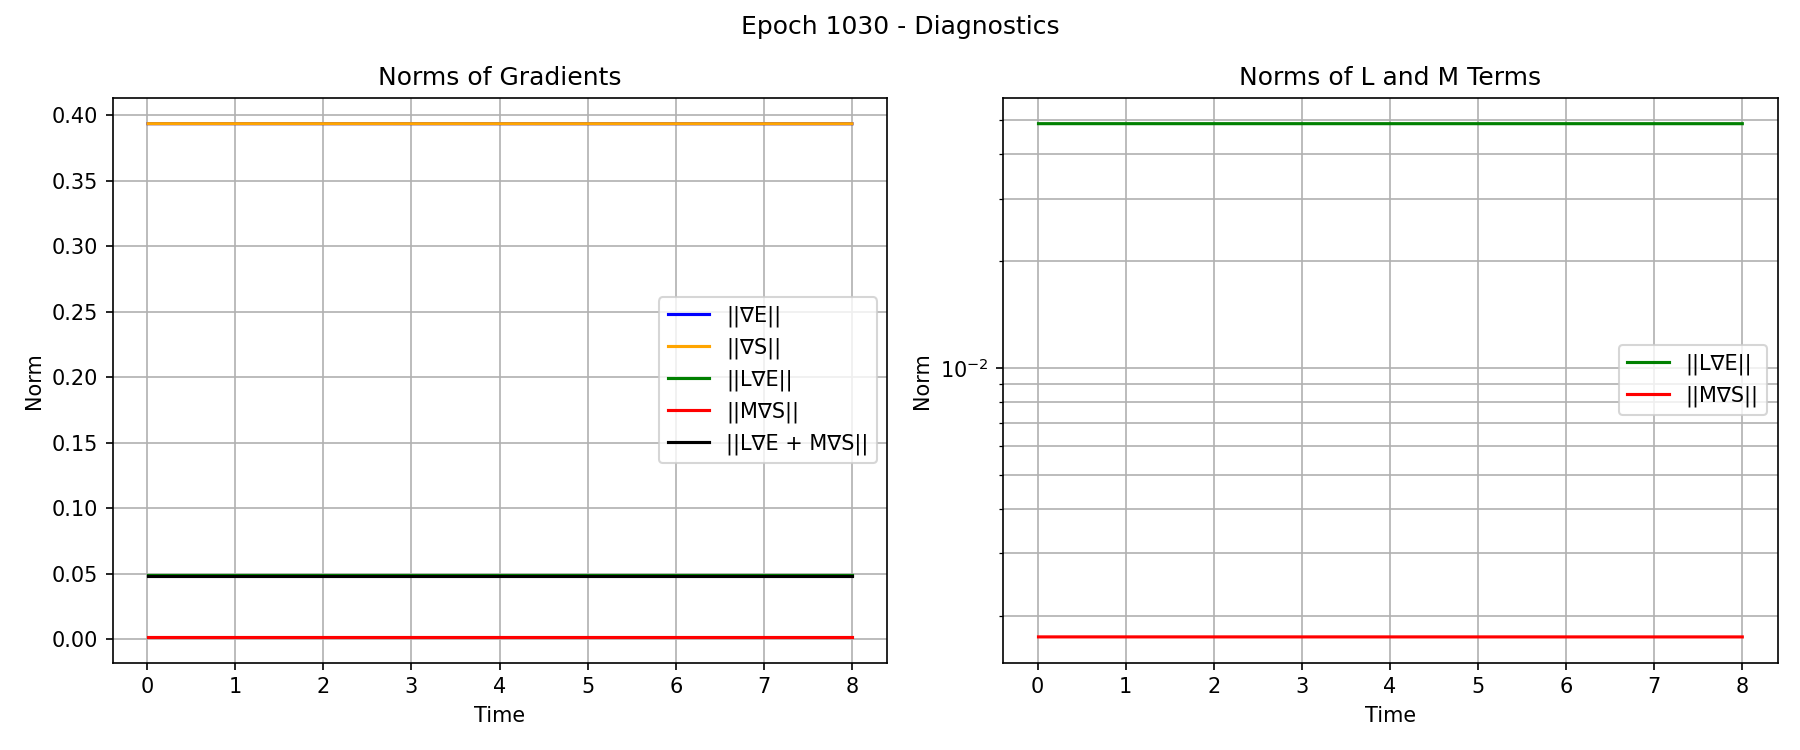 Epoch 1030 - Diagnostics
Norms of Gradients
Norm
0.40
0.35
0.30
0.25
0.20
0.15
0.10
0.05
0.00
||∇E||
||∇S||
||L∇E||
||M∇S||
||L∇E + M∇S||
0 1 2 3 4 5 6 7 8
Time
Norms of L and M Terms
Norm
10⁻²
||L∇E||
||M∇S||
0 1 2 3 4 5 6 7 8
Time